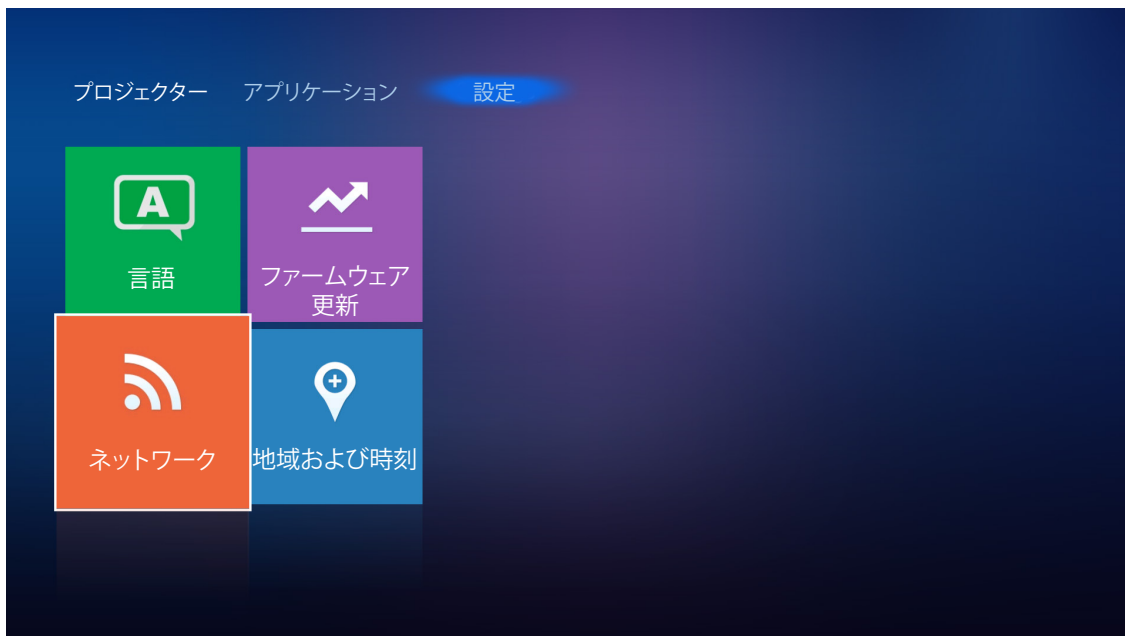 プロジェクター アプリケーション 設定
A
言語
ファームウェア
更新
ネットワーク
地域および時刻